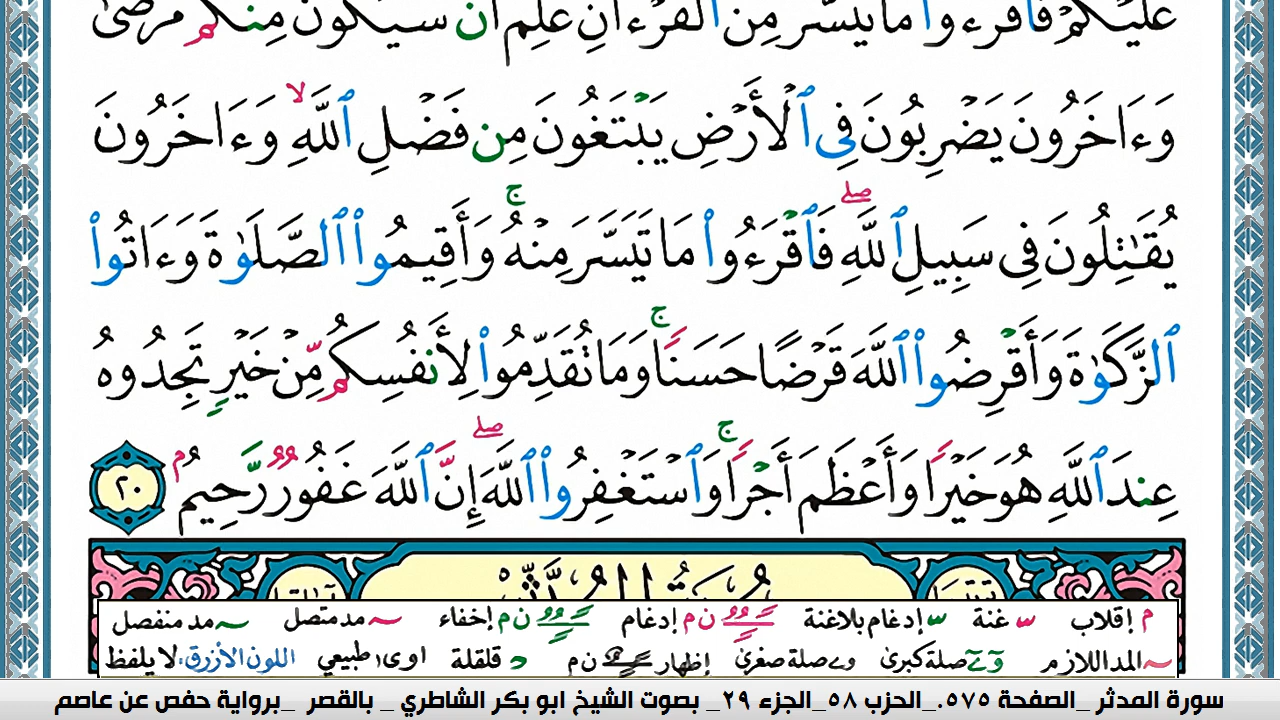 عَلَيْكُمْ فَٱقْرَءُوا۟ مَا تَيَسَّرَ مِنَ ٱلْقُرْءَانِ عَلِمَ أَن سَيَكُونُ مِنكُم مَّرْضَىٰ
وَءَاخَرُونَ يَضْرِبُونَ فِى ٱلْأَرْضِ يَبْتَغُونَ مِن فَضْلِ ٱللَّهِ ۙ وَءَاخَرُونَ
يُقَـٰتِلُونَ فِى سَبِيلِ ٱللَّهِ ۖ فَٱقْرَءُوا۟ مَا تَيَسَّرَ مِنْهُ ۚ وَأَقِيمُوا۟ ٱلصَّلَوٰةَ وَءَاتُوا۟
ٱلزَّكَوٰةَ وَأَقْرِضُوا۟ ٱللَّهَ قَرْضًا حَسَنًا ۚ وَمَا تُقَدِّمُوا۟ لِأَنفُسِكُم مِّنْ خَيْرٍ تَجِدُوهُ
عِندَ ٱللَّهِ هُوَ خَيْرًا وَأَعْظَمَ أَجْرًا ۚ وَٱسْتَغْفِرُوا۟ ٱللَّهَ ۖ إِنَّ ٱللَّهَ غَفُورٌ رَّحِيمٌۢ ٢٠
م إقلاب س غنة س إدغام بلاغنة ن م إدغام ن م إخفاء مد متصل مد منفصل
المد اللازم صلة كبرى صلة صغرى إظهار ن م قلقلة د اوى طبيعي اللون الأزرق: لا يلفظ
سورة المدثر _الصفحة ٥٧٥._الحزب ٥٨_الجزء ٢٩_ بصوت الشيخ ابو بكر الشاطري _ بالقصر _برواية حفص عن عاصم